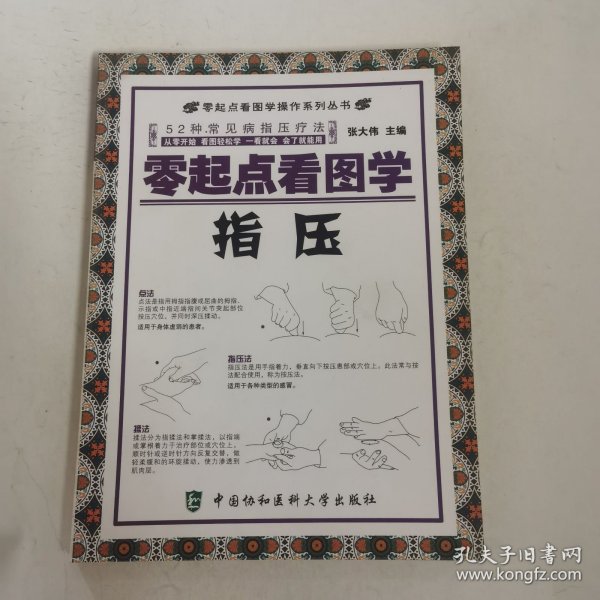 零起点看图学操作系列丛书
52种.常见病指压疗法
张大伟 主编
从零开始 看图轻松学 一看就会 会了就能用
零起点看图学
指压
点法
点法是指用拇指指腹或屈曲的拇指、
示指或中指近端指间关节突起部位
按压穴位，并同时深压揉动。
适用于身体虚弱的患者。
指压法
指压法是用手指着力，垂直向下按压患部或穴位上。此法常与按
法配合使用，称为按压法。
适用于各种类型的感冒。
揉法
揉法分为指揉法和掌揉法，以指端
或掌根着力于治疗部位或穴位上，
顺时针或逆时针方向反复交替，做
轻柔缓和的环旋揉动，使力渗透到
肌肉层。
中国协和医科大学出版社
孔夫子旧书网
www.kongfz.com